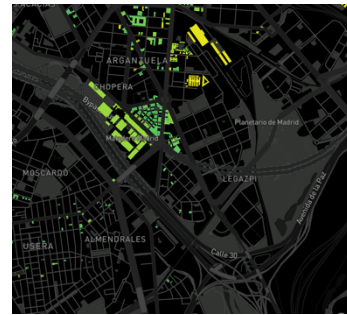 ARGANZUELA
CHOPERA
Planetario de Madrid
MOSCARDÓ
LEGAZPI
Avenida de la Paz
USERA
ALMENDRALES
Calle 30